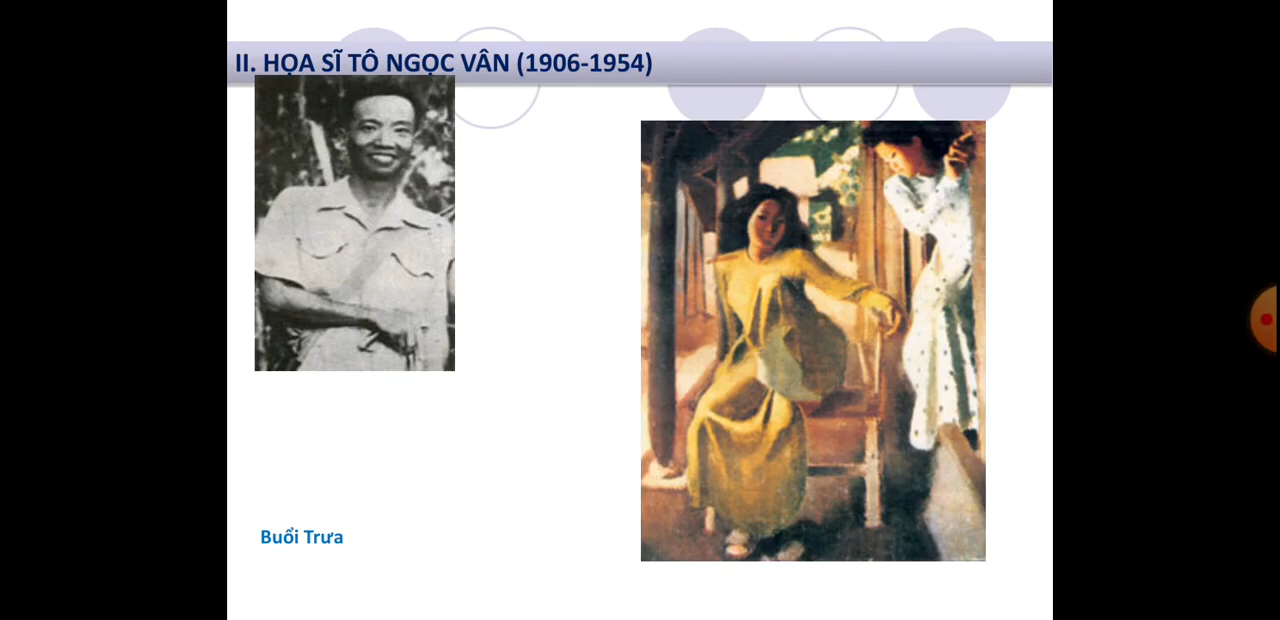 II. HỌA SĨ TÔ NGỌC VÂN (1906-1954)
Buổi Trưa